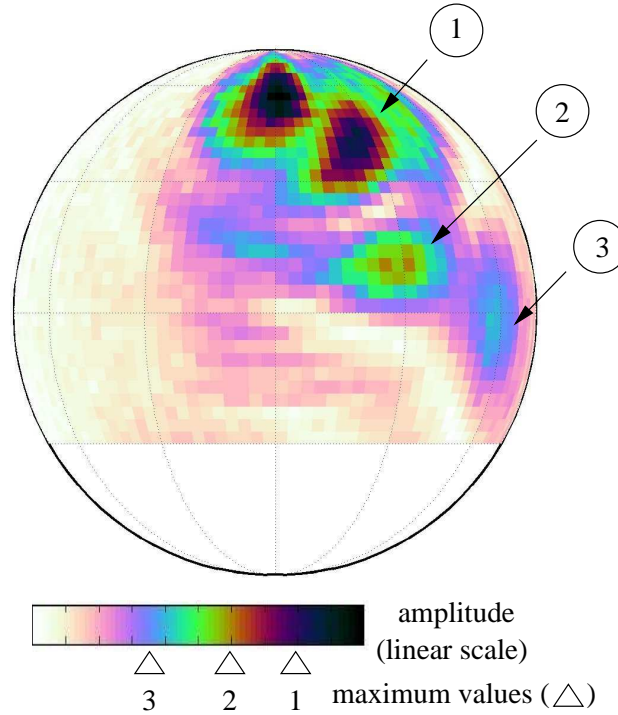 1
2
3
amplitude
(linear scale)
3 2 1 maximum values (△)